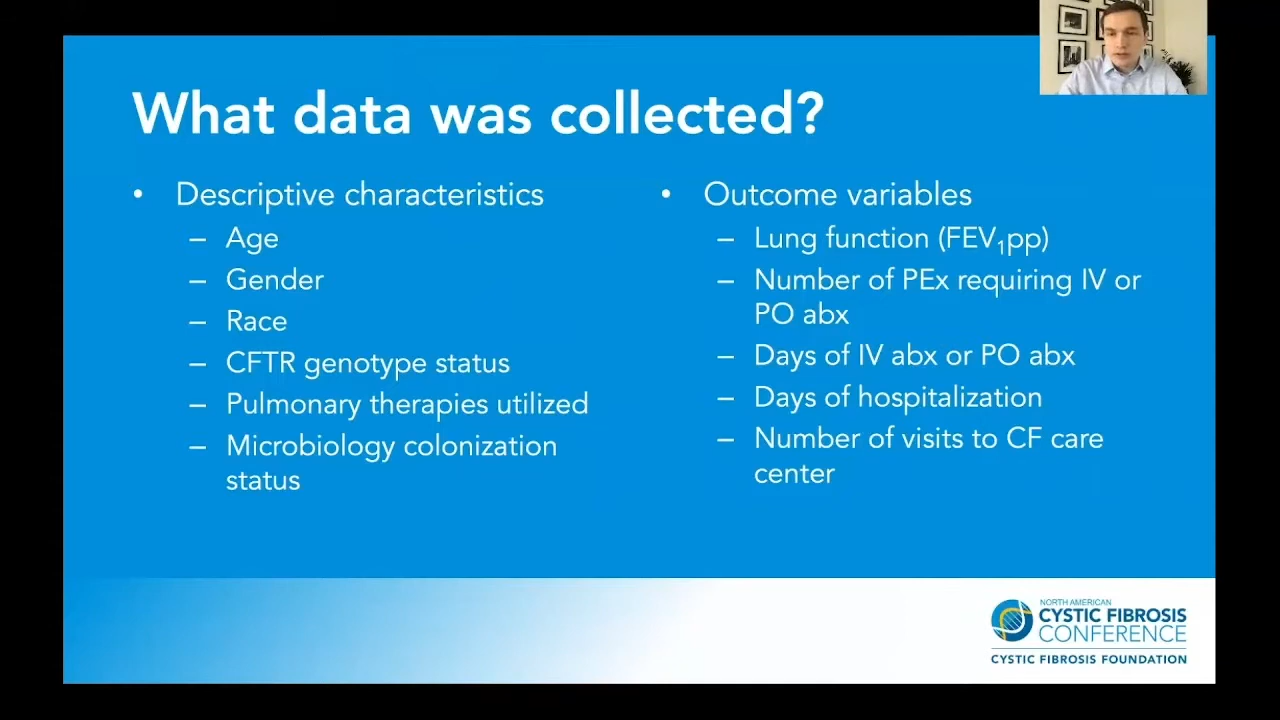 What data was collected?
• Descriptive characteristics
– Age
– Gender
– Race
– CFTR genotype status
– Pulmonary therapies utilized
– Microbiology colonization
status
• Outcome variables
– Lung function (FEV₁pp)
– Number of PEx requiring IV or
PO abx
– Days of IV abx or PO abx
– Days of hospitalization
– Number of visits to CF care
center
NORTH AMERICAN
CYSTIC FIBROSIS
CONFERENCE
CYSTIC FIBROSIS FOUNDATION